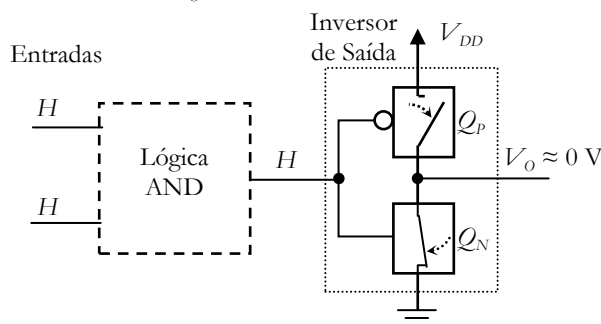 Inversor
de Saída
V_DD
Entradas
H
H
Lógica
AND
H
Q_P
V_O ≈ 0 V
Q_N